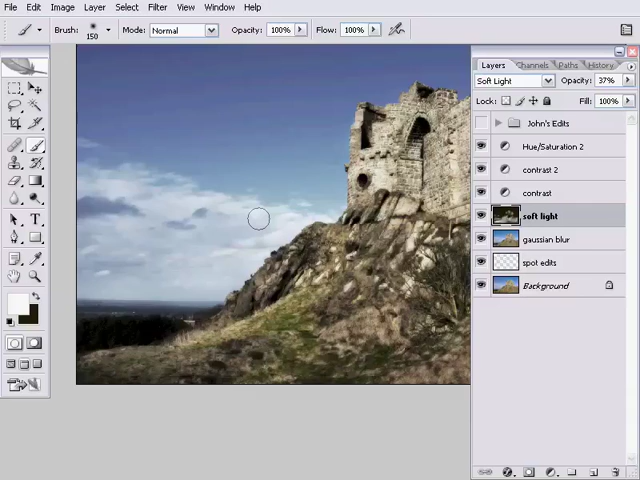 File Edit Image Layer Select Filter View Window Help
Brush: 150 Mode: Normal Opacity: 100% Flow: 100%
Layers Channels Paths History
Soft Light Opacity: 37%
Lock: Fill: 100%
John's Edits
Hue/Saturation 2
contrast 2
contrast
soft light
gaussian blur
spot edits
Background